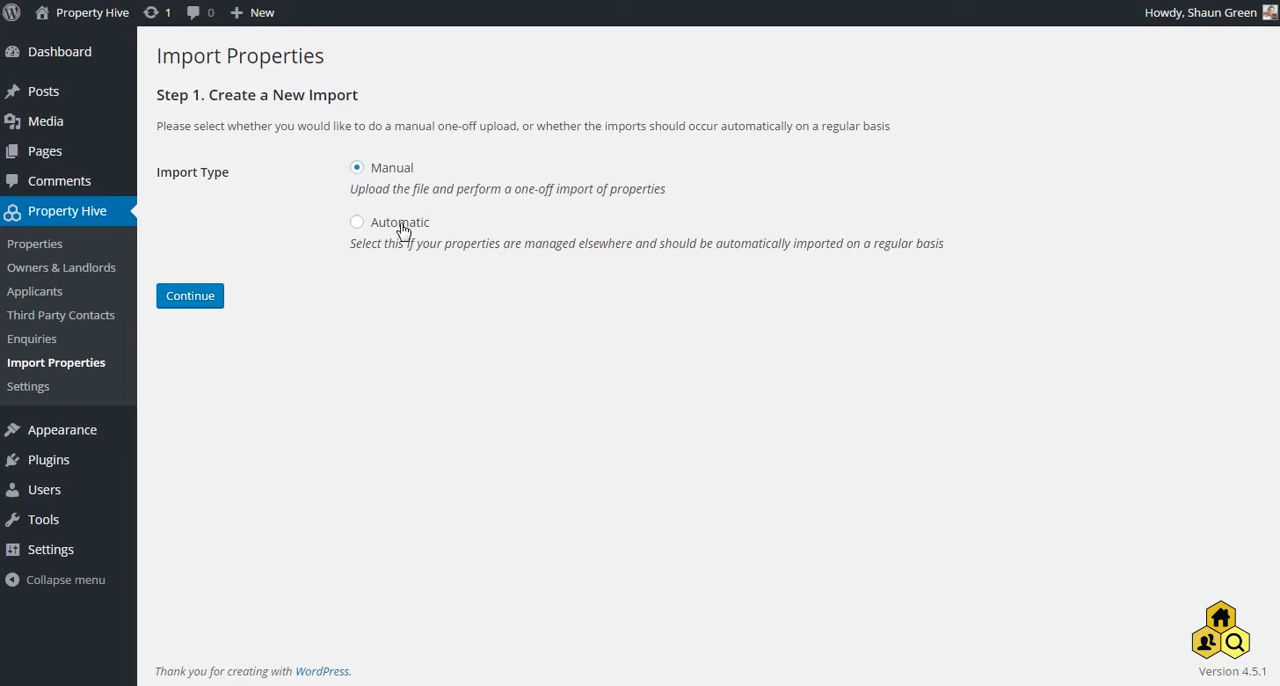 Property Hive 1 0 New Howdy, Shaun Green
Dashboard
Posts
Media
Pages
Comments
Property Hive
Properties
Owners & Landlords
Applicants
Third Party Contacts
Enquiries
Import Properties
Settings
Appearance
Plugins
Users
Tools
Settings
Collapse menu
Import Properties
Step 1. Create a New Import
Please select whether you would like to do a manual one-off upload, or whether the imports should occur automatically on a regular basis
Import Type
Manual
Upload the file and perform a one-off import of properties
Automatic
Select this if your properties are managed elsewhere and should be automatically imported on a regular basis
Continue
Thank you for creating with WordPress.
Version 4.5.1